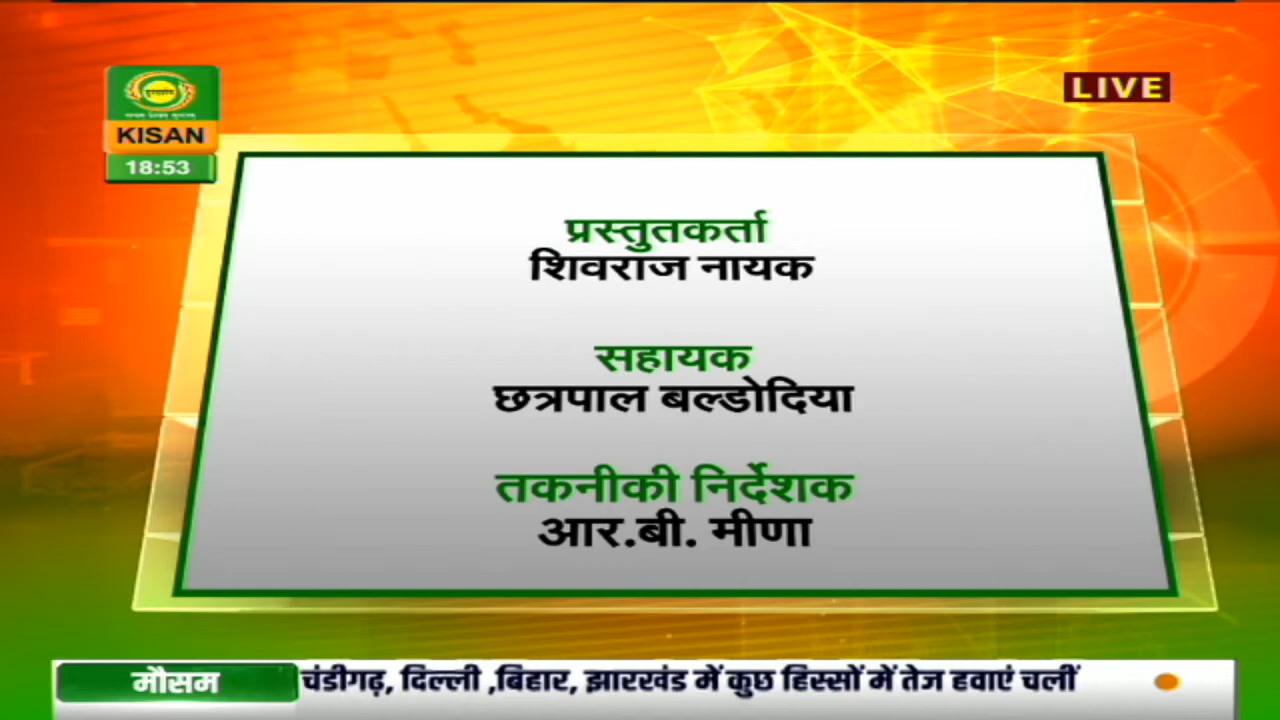 LIVE
KISAN
18:53
प्रस्तुतकर्ता
शिवराज नायक
सहायक
छत्रपाल बल्डोदिया
तकनीकी निर्देशक
आर.बी. मीणा
मौसम चंडीगढ़, दिल्ली ,बिहार, झारखंड में कुछ हिस्सों में तेज हवाएं चलीं